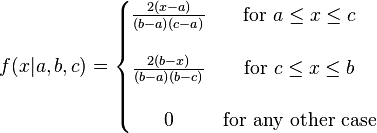 f(x|a, b, c) = { 2(x−a) / (b−a)(c−a) for a ≤ x ≤ c
2(b−x) / (b−a)(b−c) for c ≤ x ≤ b
0 for any other case